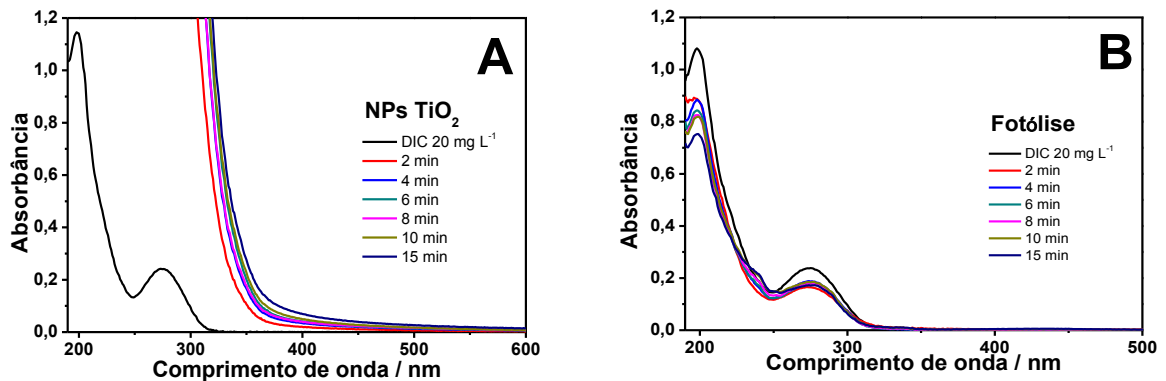 A
NPs TiO2
DIC 20 mg L-1
2 min
4 min
6 min
8 min
10 min
15 min
Absorbância
1,2
1,0
0,8
0,6
0,4
0,2
0,0
200 300 400 500 600
Comprimento de onda / nm
B
Fotólise
DIC 20 mg L-1
2 min
4 min
6 min
8 min
10 min
15 min
Absorbância
1,2
1,0
0,8
0,6
0,4
0,2
0,0
200 250 300 350 400 450 500
Comprimento de onda / nm